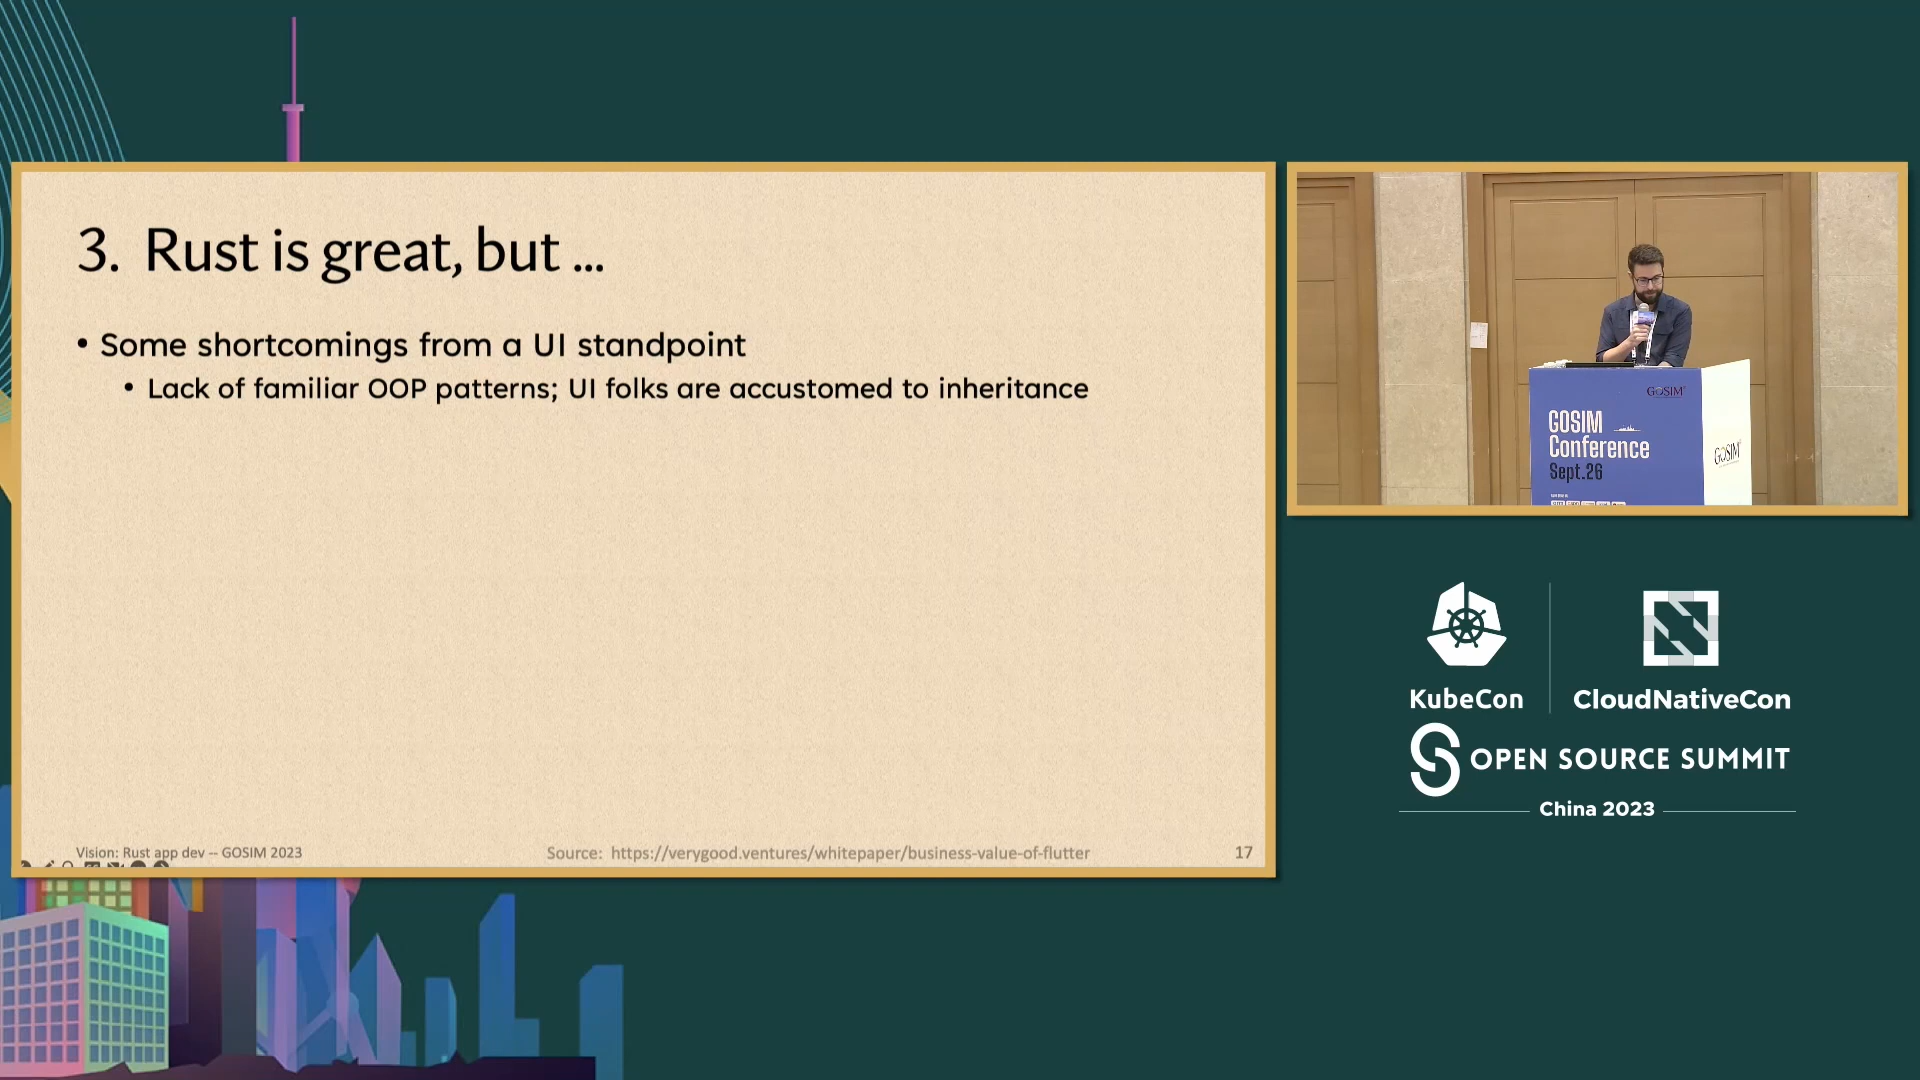 3. Rust is great, but ...
• Some shortcomings from a UI standpoint
• Lack of familiar OOP patterns; UI folks are accustomed to inheritance
Vision: Rust app dev -- GOSIM 2023
Source: https://verygood.ventures/whitepaper/business-value-of-flutter
17
GOSIM
GOSIM
Conference
Sept.26
GOSIM
KubeCon
CloudNativeCon
OPEN SOURCE SUMMIT
China 2023